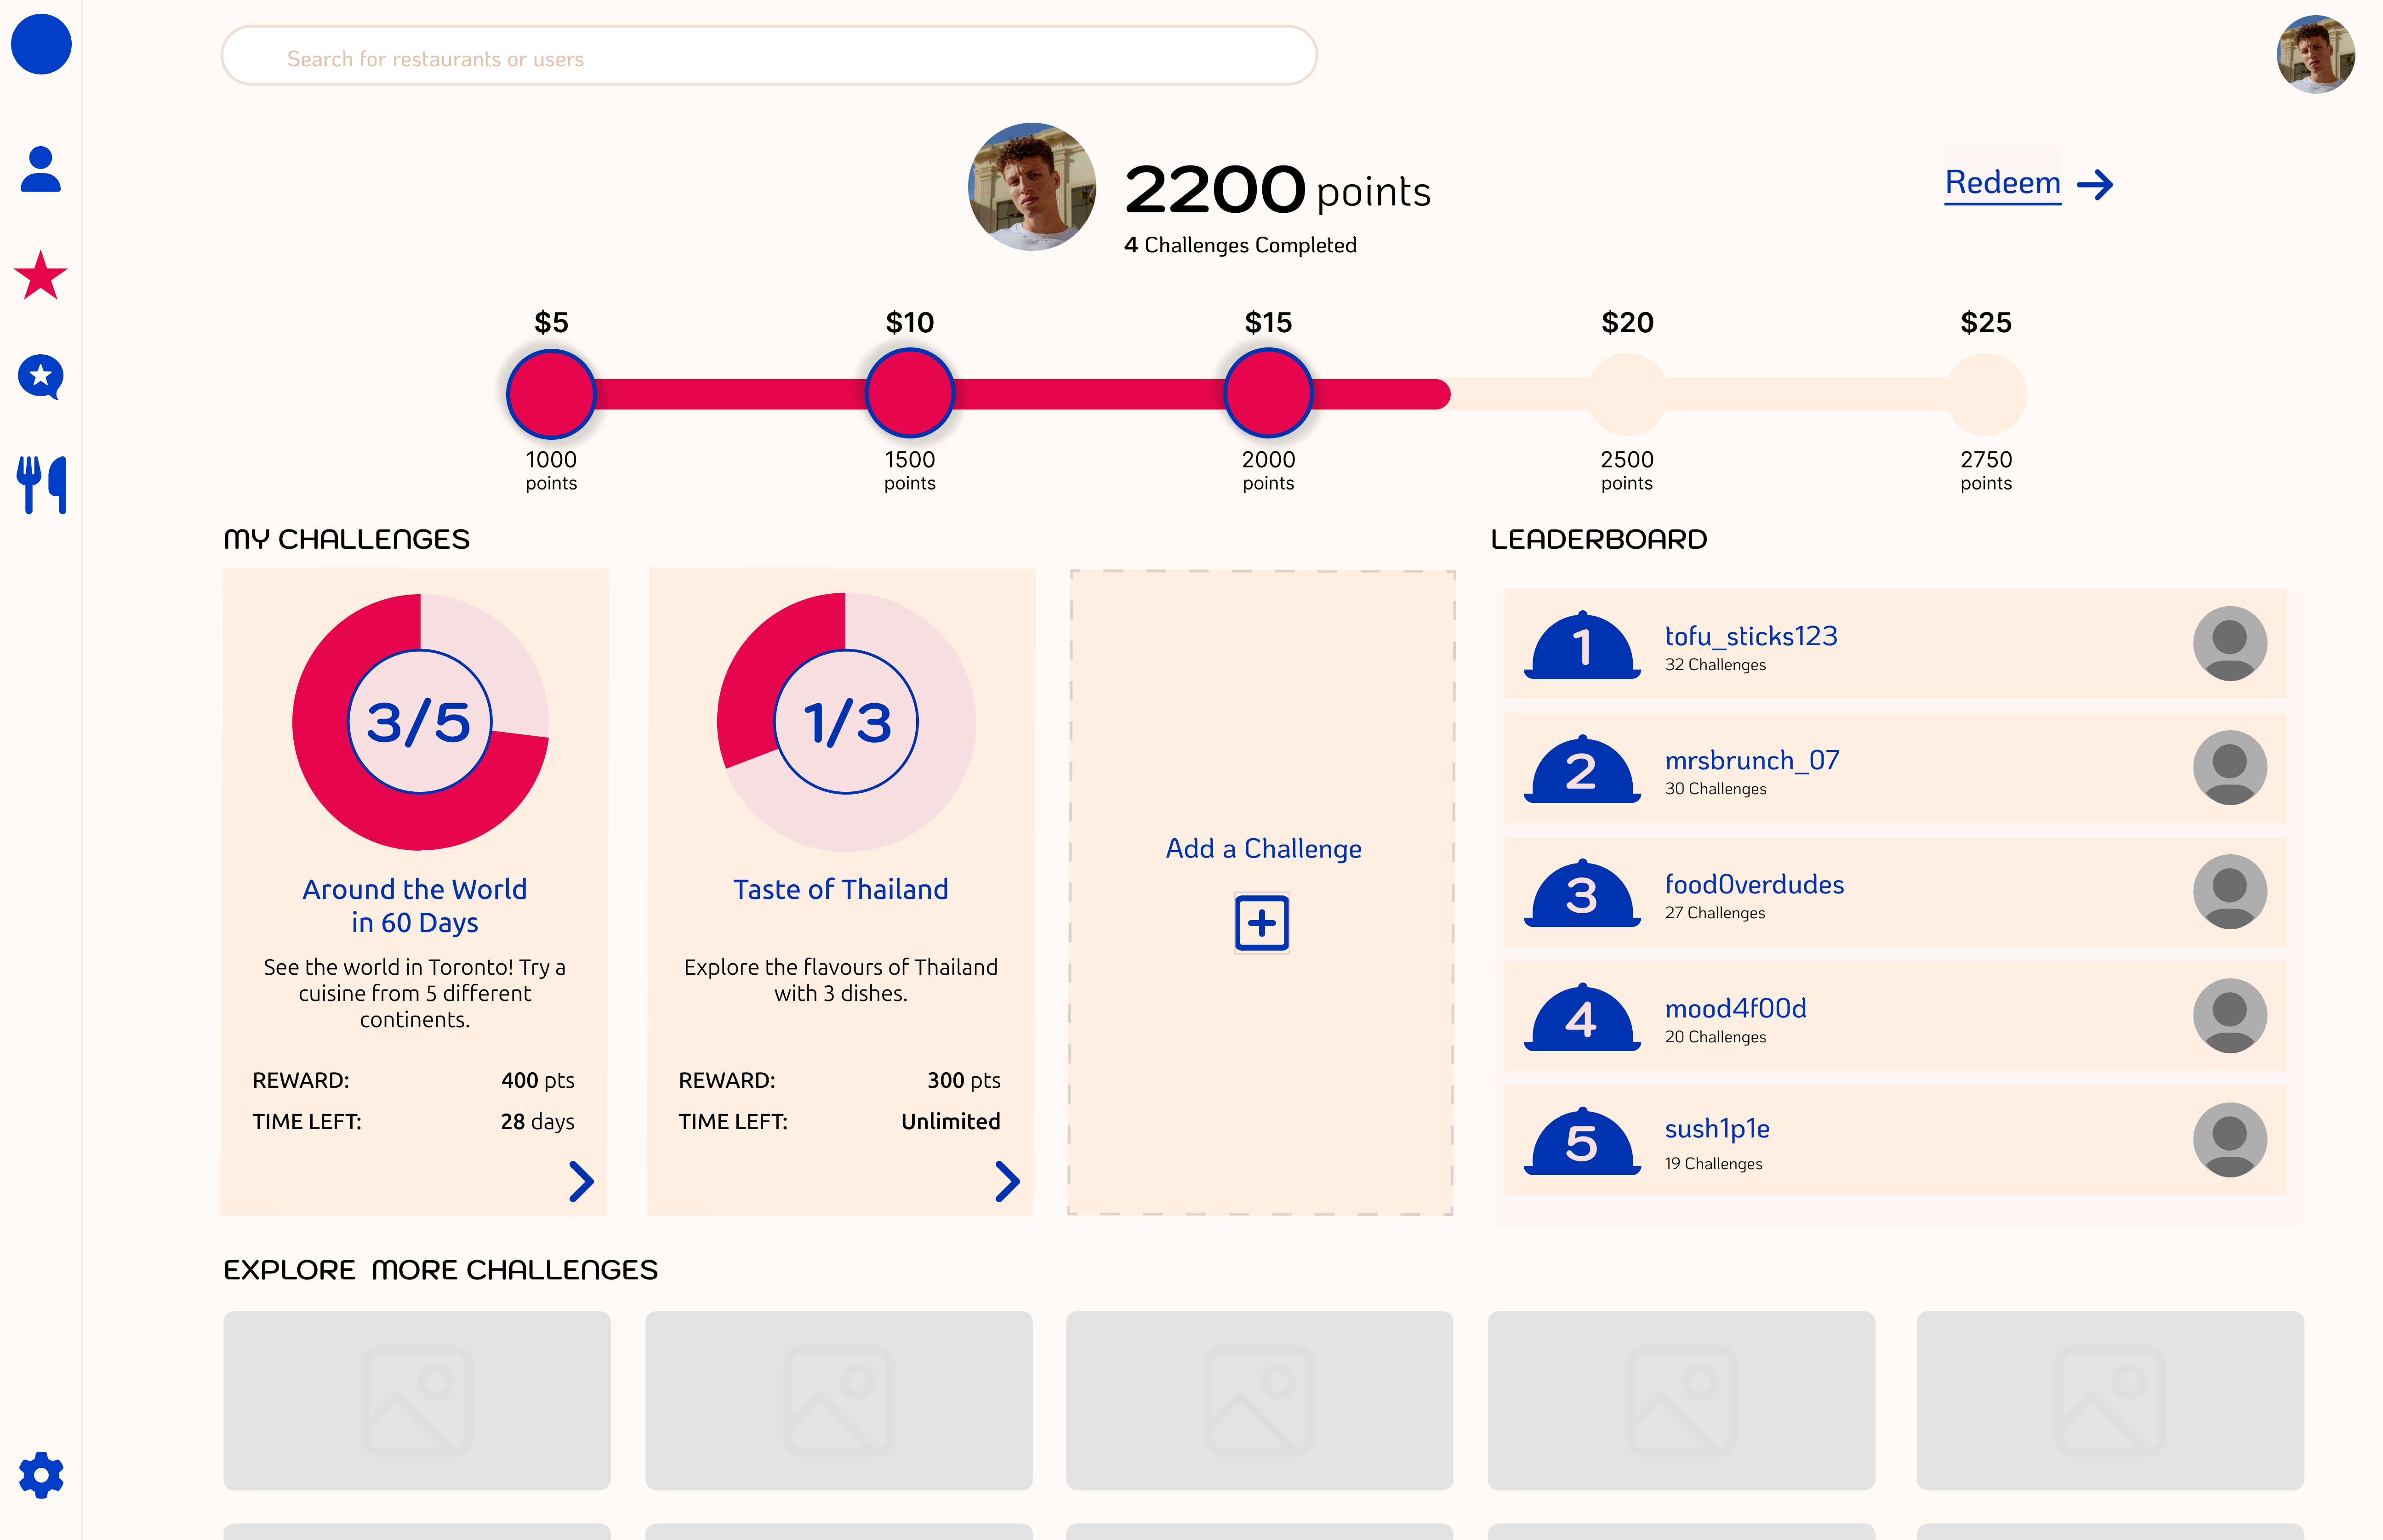 Search for restaurants or users
2200 points
4 Challenges Completed
Redeem
$5
$10
$15
$20
$25
1000
points
1500
points
2000
points
2500
points
2750
points
MY CHALLENGES
3/5
Around the World
in 60 Days
See the world in Toronto! Try a
cuisine from 5 different
continents.
REWARD: 400 pts
TIME LEFT: 28 days
1/3
Taste of Thailand
Explore the flavours of Thailand
with 3 dishes.
REWARD: 300 pts
TIME LEFT: Unlimited
Add a Challenge
LEADERBOARD
1
tofu_sticks123
32 Challenges
2
mrsbrunch_07
30 Challenges
3
food0verdudes
27 Challenges
4
mood4f00d
20 Challenges
5
sush1p1e
19 Challenges
EXPLORE MORE CHALLENGES